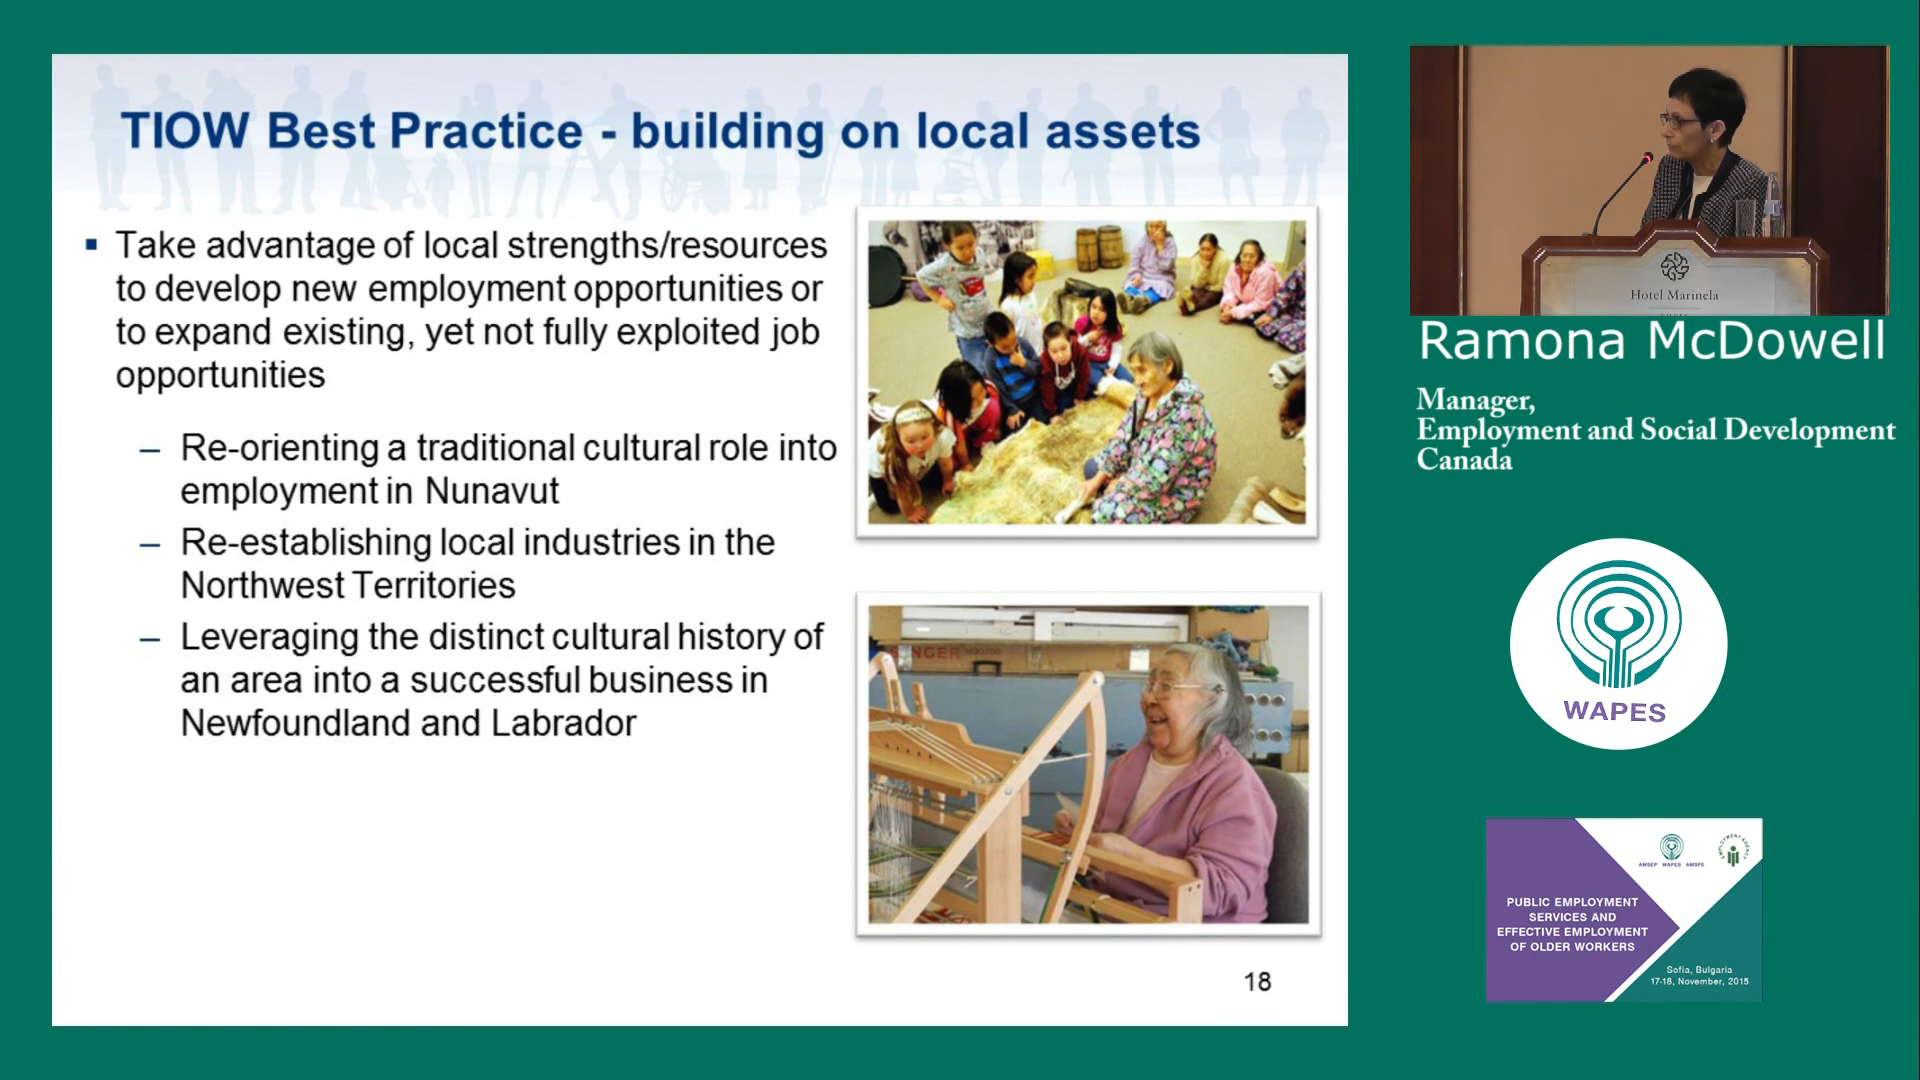 TIOW Best Practice - building on local assets
▪ Take advantage of local strengths/resources
to develop new employment opportunities or
to expand existing, yet not fully exploited job
opportunities
– Re-orienting a traditional cultural role into
employment in Nunavut
– Re-establishing local industries in the
Northwest Territories
– Leveraging the distinct cultural history of
an area into a successful business in
Newfoundland and Labrador
18
Hotel Marinela
Ramona McDowell
Manager,
Employment and Social Development
Canada
WAPES
AMSEP WAPES AMSPE
EMPLOYMENT AGENCY
PUBLIC EMPLOYMENT
SERVICES AND
EFFECTIVE EMPLOYMENT
OF OLDER WORKERS
Sofia, Bulgaria
17-18, November, 2015